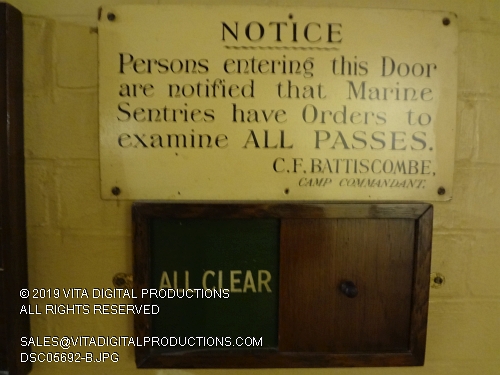 NOTICE
Persons entering this Door
are notified that Marine
Sentries have Orders to
examine ALL PASSES.
C.F. BATTISCOMBE,
CAMP COMMANDANT.
ALL CLEAR
© 2019 VITA DIGITAL PRODUCTIONS
ALL RIGHTS RESERVED
SALES@VITADIGITALPRODUCTIONS.COM
DSC05692-B.JPG